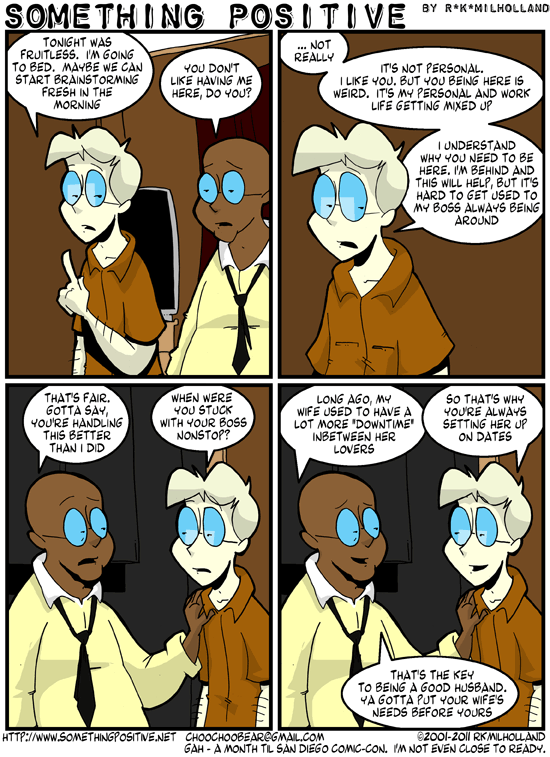 SOMETHING POSITIVE BY R*K*MILHOLLAND
TONIGHT WAS
FRUITLESS. I'M GOING
TO BED. MAYBE WE CAN
START BRAINSTORMING
FRESH IN THE
MORNING
YOU DON'T
LIKE HAVING ME
HERE, DO YOU?
... NOT
REALLY
IT'S NOT PERSONAL.
I LIKE YOU. BUT YOU BEING HERE IS
WEIRD. IT'S MY PERSONAL AND WORK
LIFE GETTING MIXED UP
I UNDERSTAND
WHY YOU NEED TO BE
HERE. I'M BEHIND AND
THIS WILL HELP, BUT IT'S
HARD TO GET USED TO
MY BOSS ALWAYS BEING
AROUND
THAT'S FAIR.
GOTTA SAY,
YOU'RE HANDLING
THIS BETTER
THAN I DID
WHEN WERE
YOU STUCK
WITH YOUR BOSS
NONSTOP?
LONG AGO, MY
WIFE USED TO HAVE A
LOT MORE "DOWNTIME"
INBETWEEN HER
LOVERS
SO THAT'S WHY
YOU'RE ALWAYS
SETTING HER UP
ON DATES
THAT'S THE KEY
TO BEING A GOOD HUSBAND.
YA GOTTA PUT YOUR WIFE'S
NEEDS BEFORE YOURS
HTTP://WWW.SOMETHINGPOSITIVE.NET CHOOCHOOBEAR@GMAIL.COM ©2001-2011 RKMILHOLLAND
GAH - A MONTH TIL SAN DIEGO COMIC-CON. I'M NOT EVEN CLOSE TO READY.